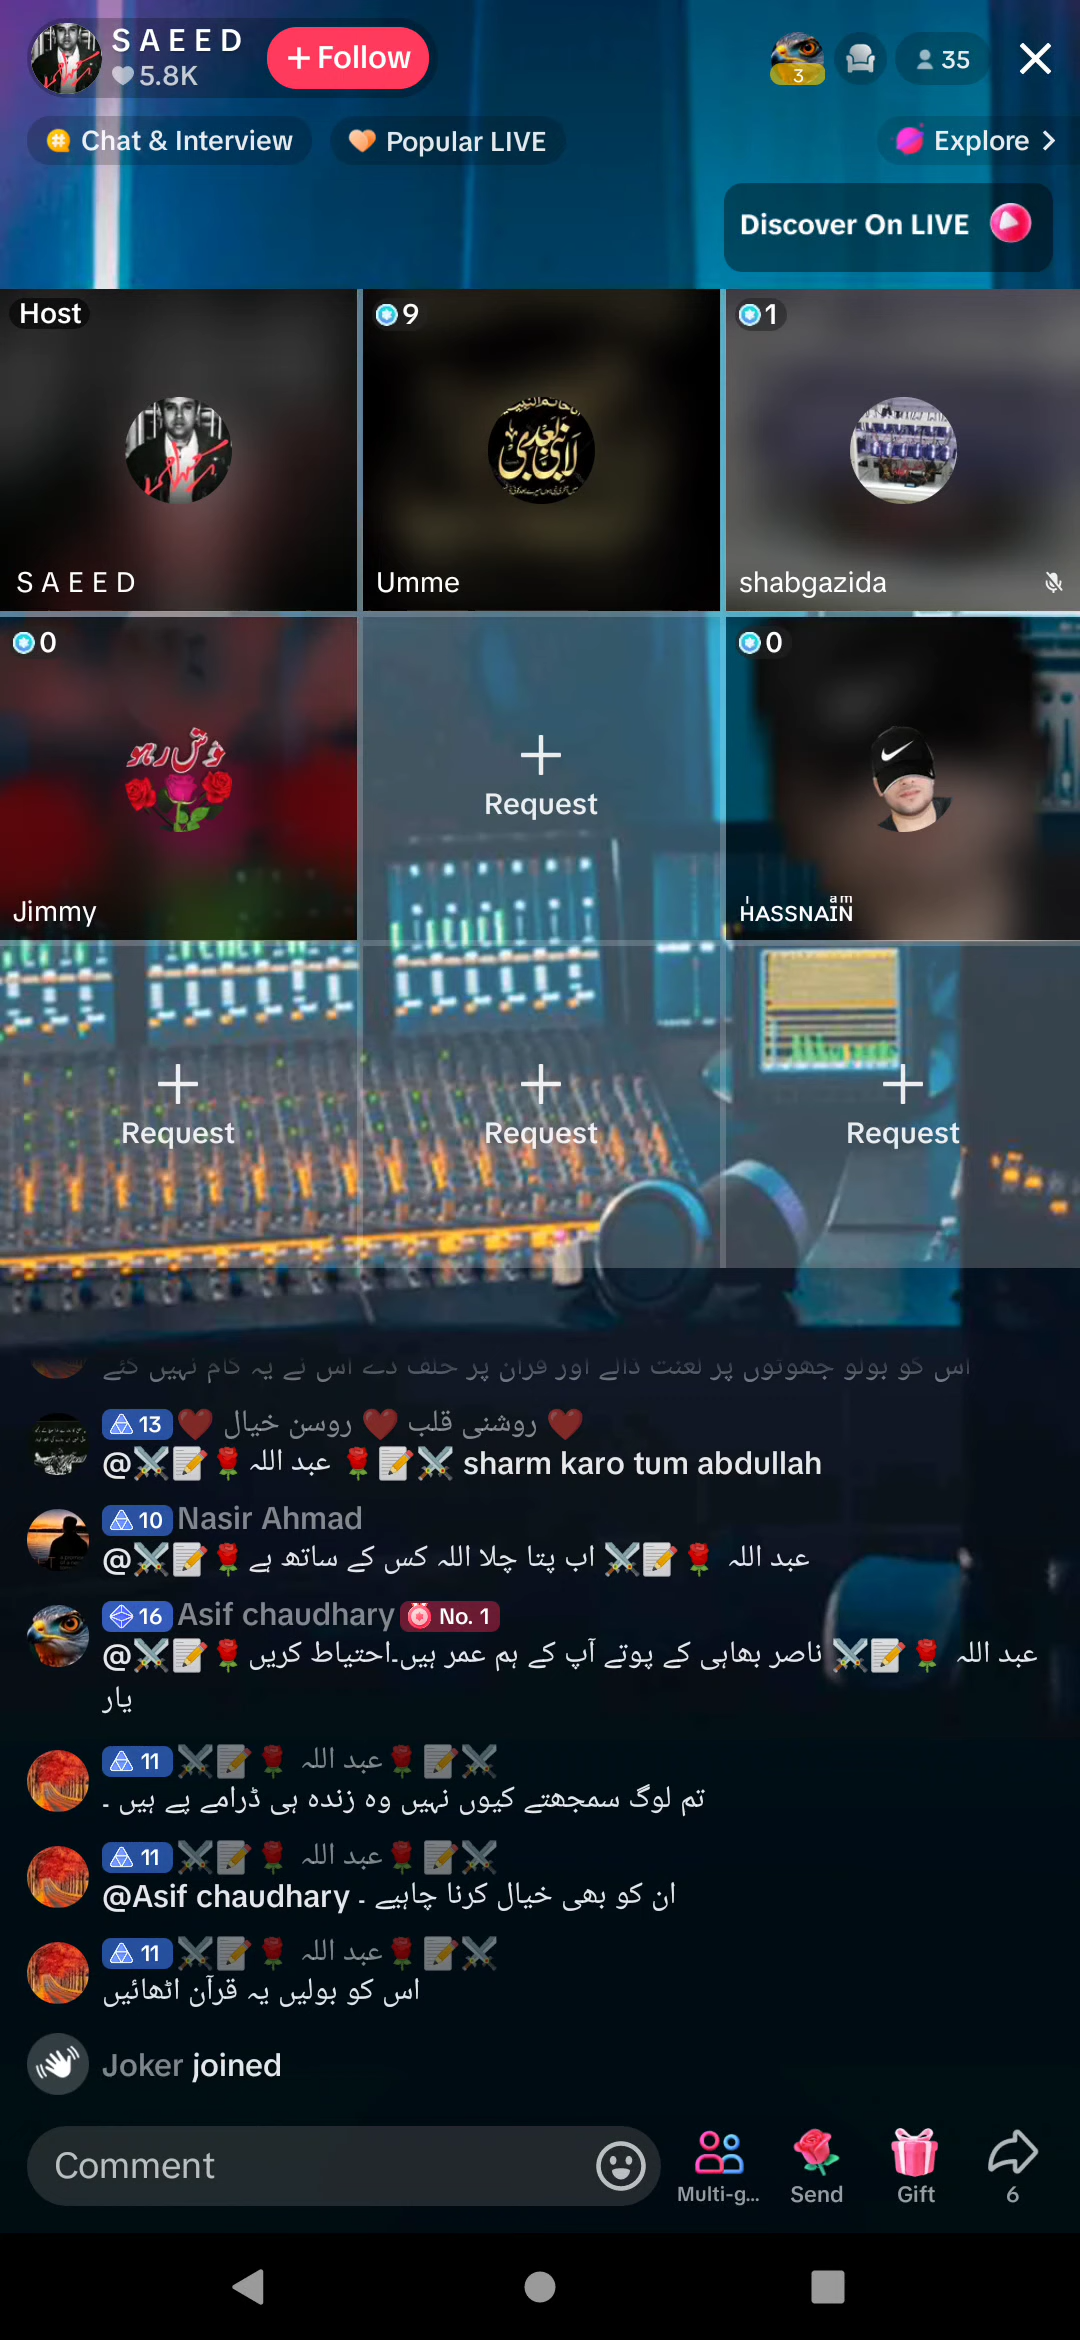 S A E E D
5.8K
+ Follow
3
35
Chat & Interview
Popular LIVE
Explore
Discover On LIVE
Host
S A E E D
9
لا نبی بعدی
Umme
1
shabgazida
0
خوش رہو
Jimmy
Request
0
HASSNAIN
Request
Request
Request
اس کو بولو جھوٹوں پر لعنت ڈالے اور قران پر حلف دے اس نے یہ کام نہیں کئے
13 ❤️ روشنی قلب ❤️ روسن خیال ❤️
@⚔️📝🌹 عبد اللہ 🌹📝⚔️ sharm karo tum abdullah
10 Nasir Ahmad
@⚔️📝🌹 عبد اللہ 🌹📝⚔️ اب پتا چلا اللہ کس کے ساتھ ہے
16 Asif chaudhary No. 1
@⚔️📝🌹 عبد اللہ 🌹📝⚔️ ناصر بھاہی کے پوتے آپ کے ہم عمر ہیں۔احتیاط کریں
یار
11 ⚔️📝🌹 عبد اللہ 🌹📝⚔️
تم لوگ سمجھتے کیوں نہیں وہ زندہ ہی ڈرامے پے ہیں ۔
11 ⚔️📝🌹 عبد اللہ 🌹📝⚔️
@Asif chaudhary ان کو بھی خیال کرنا چاہیے ۔
11 ⚔️📝🌹 عبد اللہ 🌹📝⚔️
اس کو بولیں یہ قرآن اٹھائیں
Joker joined
Comment
Multi-g...
Send
Gift
6